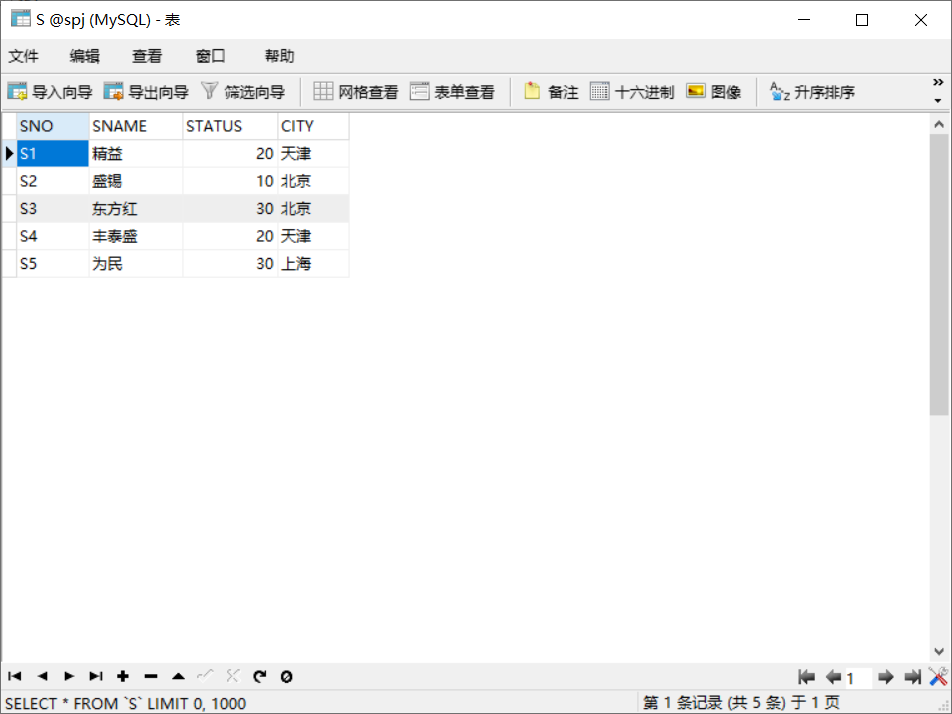 S @spj (MySQL) - 表
文件 编辑 查看 窗口 帮助
导入向导 导出向导 筛选向导 网格查看 表单查看 备注 十六进制 图像 升序排序 »
SNO SNAME STATUS CITY
S1 精益 20 天津
S2 盛锡 10 北京
S3 东方红 30 北京
S4 丰泰盛 20 天津
S5 为民 30 上海
1
SELECT * FROM `S` LIMIT 0, 1000 第 1 条记录 (共 5 条) 于 1 页